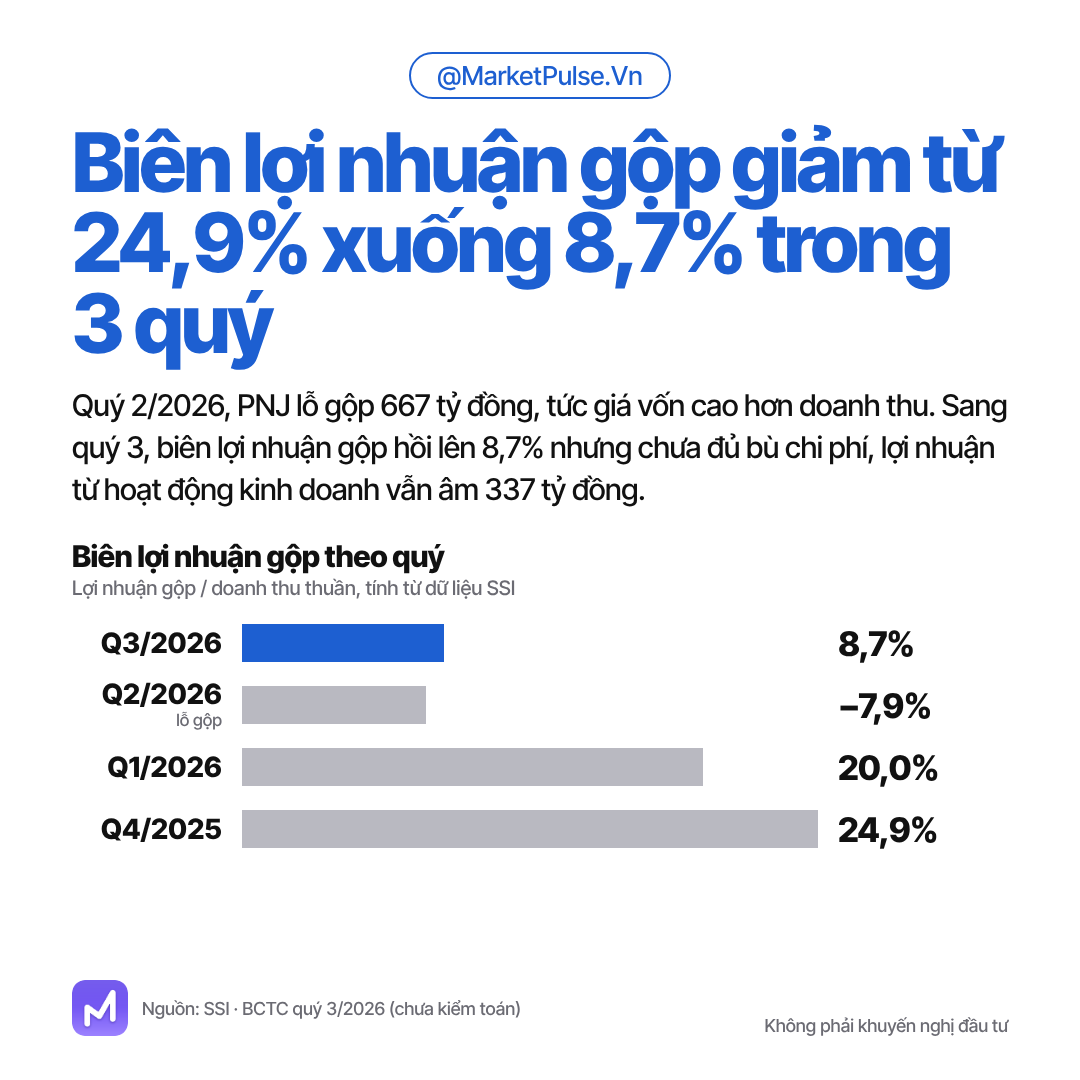 @MarketPulse.Vn
Biên lợi nhuận gộp giảm từ
24,9% xuống 8,7% trong
3 quý
Quý 2/2026, PNJ lỗ gộp 667 tỷ đồng, tức giá vốn cao hơn doanh thu. Sang
quý 3, biên lợi nhuận gộp hồi lên 8,7% nhưng chưa đủ bù chi phí, lợi nhuận
từ hoạt động kinh doanh vẫn âm 337 tỷ đồng.
Biên lợi nhuận gộp theo quý
Lợi nhuận gộp / doanh thu thuần, tính từ dữ liệu SSI
Q3/2026 8,7%
Q2/2026 –7,9%
lỗ gộp
Q1/2026 20,0%
Q4/2025 24,9%
Nguồn: SSI · BCTC quý 3/2026 (chưa kiểm toán)
Không phải khuyến nghị đầu tư